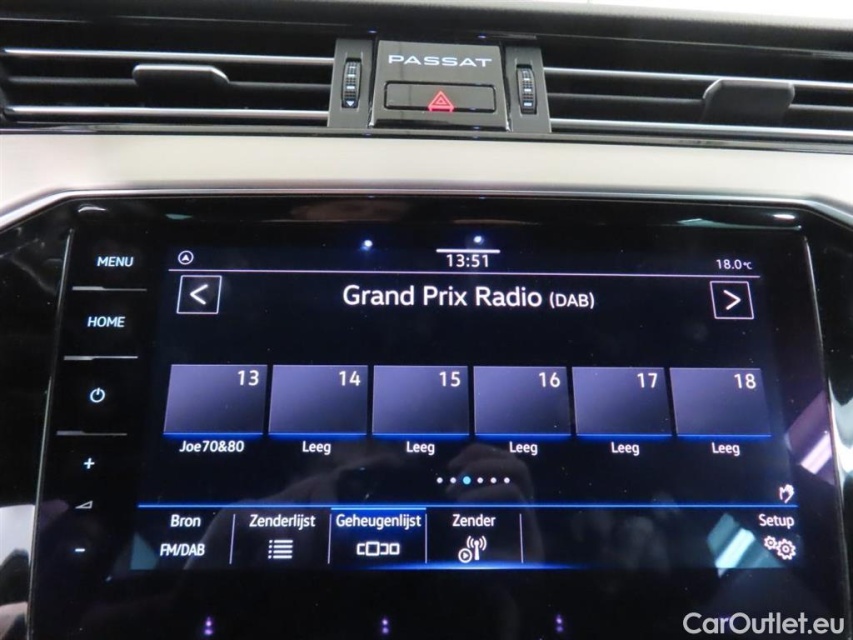 PASSAT
MENU
HOME
13:51
18.0°C
<
Grand Prix Radio (DAB)
>
13 14 15 16 17 18
Joe70&80 Leeg Leeg Leeg Leeg Leeg
+
-
Bron Zenderlijst Geheugenlijst Zender Setup
FM/DAB
CarOutlet.eu